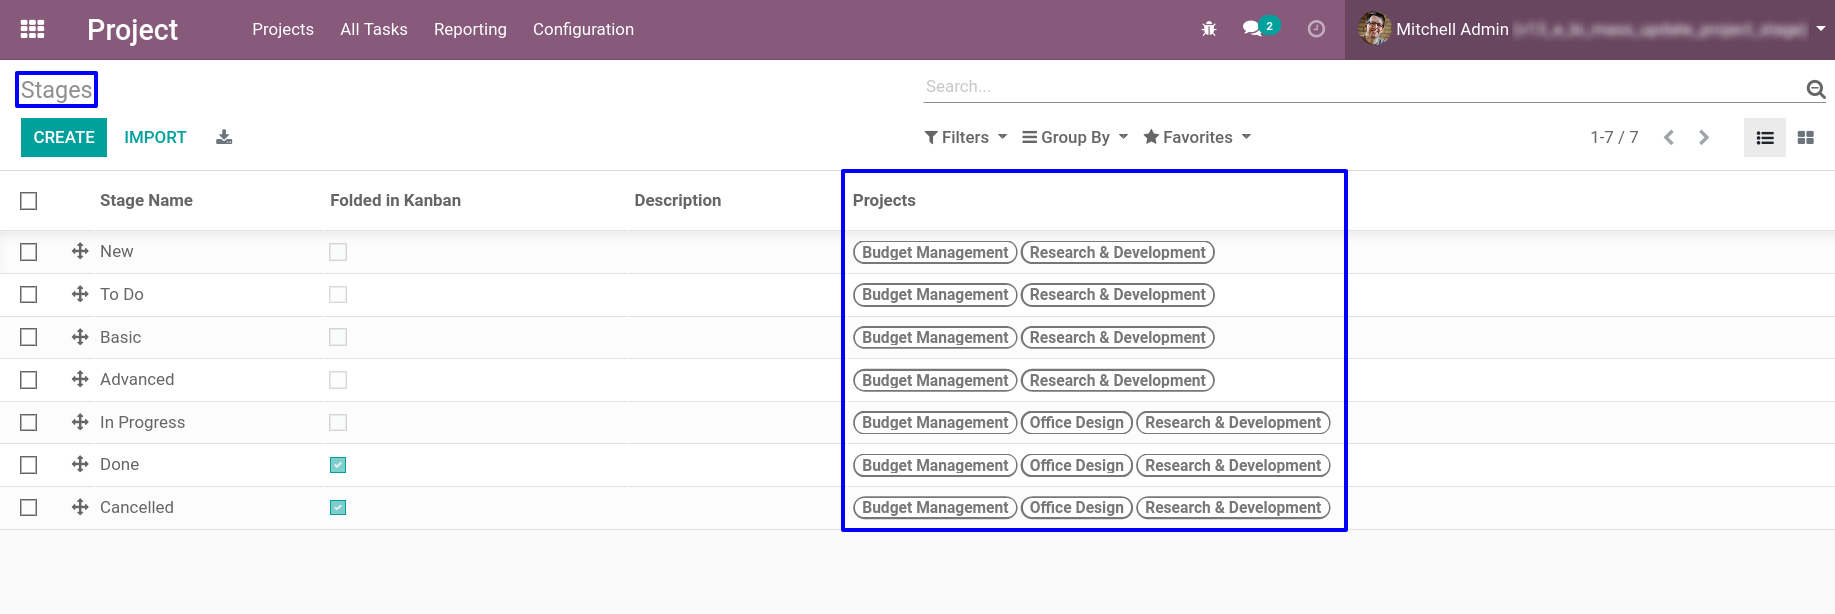 Project Projects All Tasks Reporting Configuration 2 Mitchell Admin
Stages Search...
CREATE IMPORT Filters Group By Favorites 1-7 / 7
Stage Name Folded in Kanban Description Projects
New Budget Management Research & Development
To Do Budget Management Research & Development
Basic Budget Management Research & Development
Advanced Budget Management Research & Development
In Progress Budget Management Office Design Research & Development
Done Budget Management Office Design Research & Development
Cancelled Budget Management Office Design Research & Development